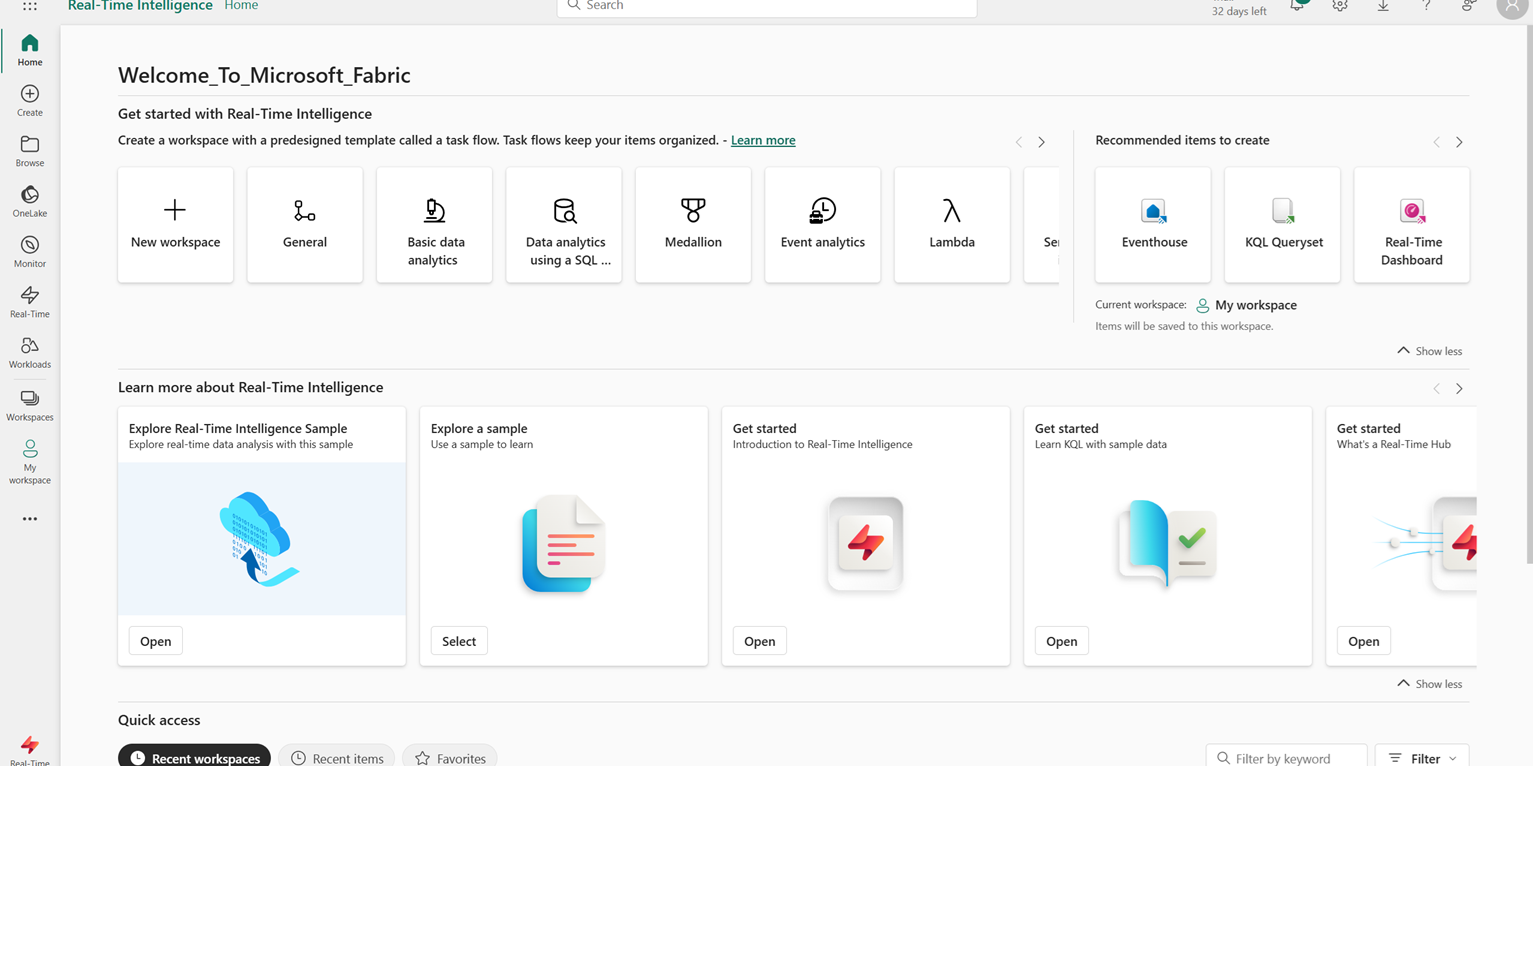 Real-Time Intelligence Home
Search
32 days left
Home
Create
Browse
OneLake
Monitor
Real-Time
Workloads
Workspaces
My
workspace
Real-Time
Welcome_To_Microsoft_Fabric
Get started with Real-Time Intelligence
Create a workspace with a predesigned template called a task flow. Task flows keep your items organized. - Learn more
New workspace
General
Basic data
analytics
Data analytics
using a SQL ...
Medallion
Event analytics
Lambda
Recommended items to create
Eventhouse
KQL Queryset
Real-Time
Dashboard
Current workspace: My workspace
Items will be saved to this workspace.
Show less
Learn more about Real-Time Intelligence
Explore Real-Time Intelligence Sample
Explore real-time data analysis with this sample
Open
Explore a sample
Use a sample to learn
Select
Get started
Introduction to Real-Time Intelligence
Open
Get started
Learn KQL with sample data
Open
Get started
What's a Real-Time Hub
Open
Show less
Quick access
Recent workspaces
Recent items
Favorites
Filter by keyword
Filter